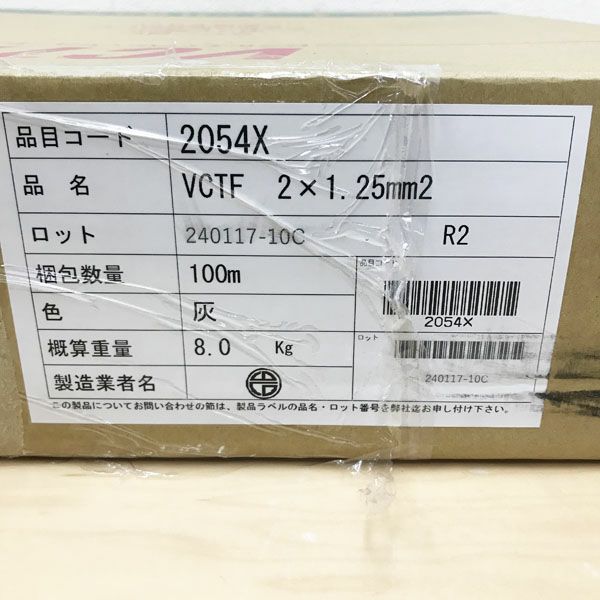 品目コード 2054X
品 名 VCTF 2×1.25mm2
ロット 240117-10C R2
梱包数量 100m
品目コード
2054X
色 灰
ロット
240117-10C
概算重量 8.0 Kg
製造業者名
この製品についてお問い合わせの節は、製品ラベルの品名・ロット番号を弊社迄お申し付け下さい。